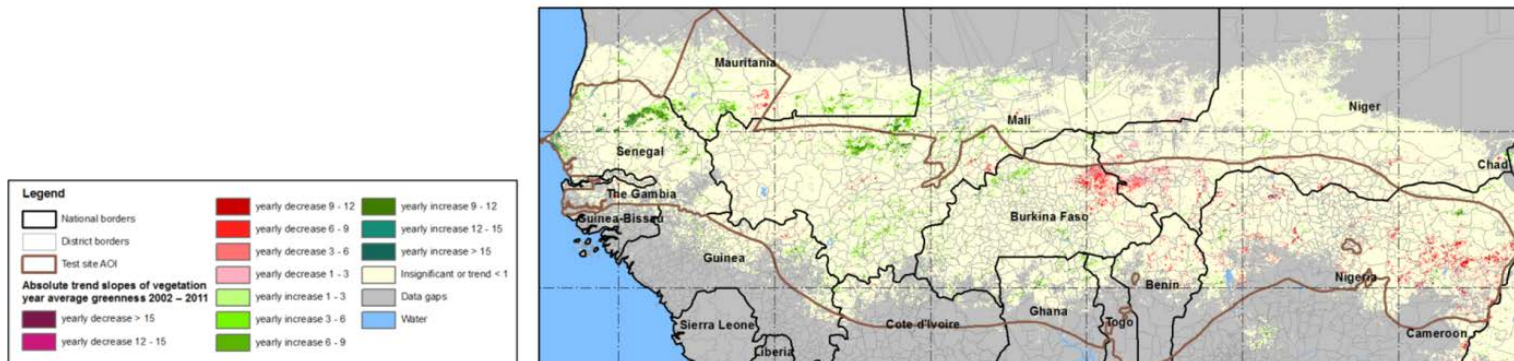 Legend
National borders
District borders
Test site AOI
Absolute trend slopes of vegetation
year average greenness 2002 – 2011
yearly decrease > 15
yearly decrease 12 - 15
yearly decrease 9 - 12
yearly decrease 6 - 9
yearly decrease 3 - 6
yearly decrease 1 - 3
yearly increase 1 - 3
yearly increase 3 - 6
yearly increase 6 - 9
yearly increase 9 - 12
yearly increase 12 - 15
yearly increase > 15
Insignificant or trend < 1
Data gaps
Water
Mauritania
Niger
Mali
Senegal
Chad
The Gambia
Guinea-Bissau
Burkina Faso
Guinea
Nigeria
Benin
Ghana
Togo
Sierra Leone
Cote d'Ivoire
Cameroon
Liberia